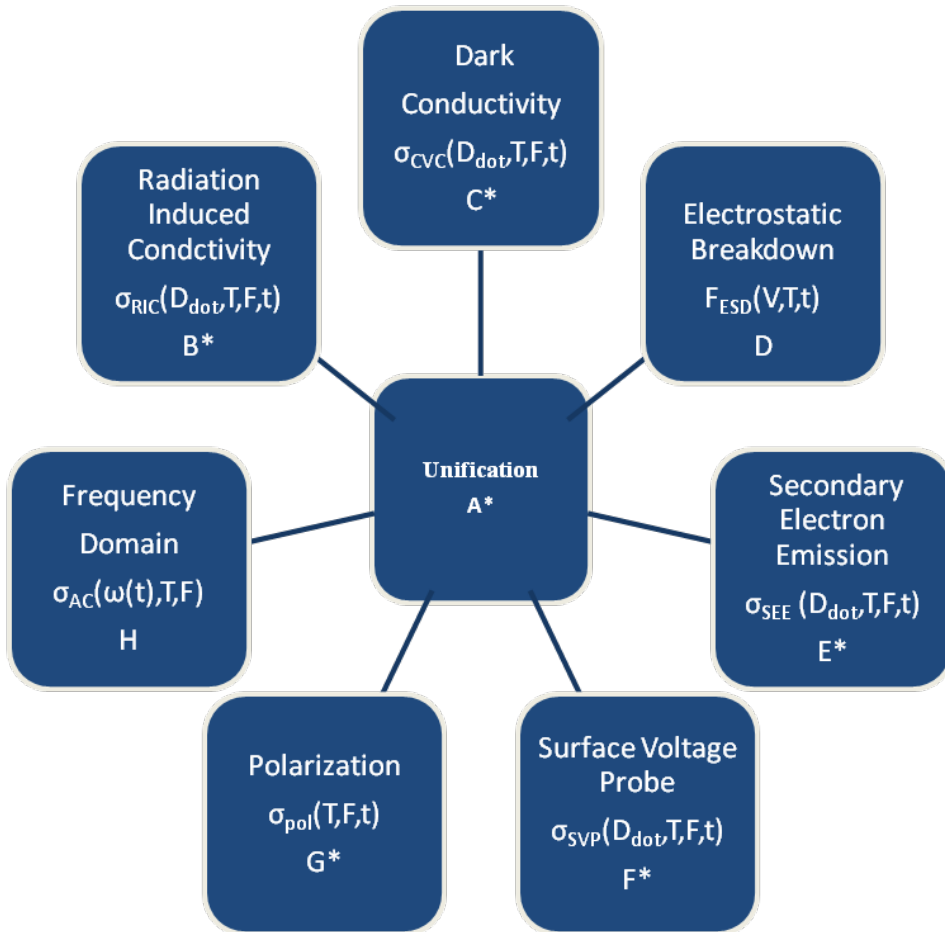 Dark
Conductivity
σCVC(Ddot,T,F,t)
C*
Radiation
Induced
Condctivity
σRIC(Ddot,T,F,t)
B*
Electrostatic
Breakdown
FESD(V,T,t)
D
Unification
A*
Frequency
Domain
σAC(ω(t),T,F)
H
Secondary
Electron
Emission
σSEE (Ddot,T,F,t)
E*
Polarization
σpol(T,F,t)
G*
Surface Voltage
Probe
σSVP(Ddot,T,F,t)
F*